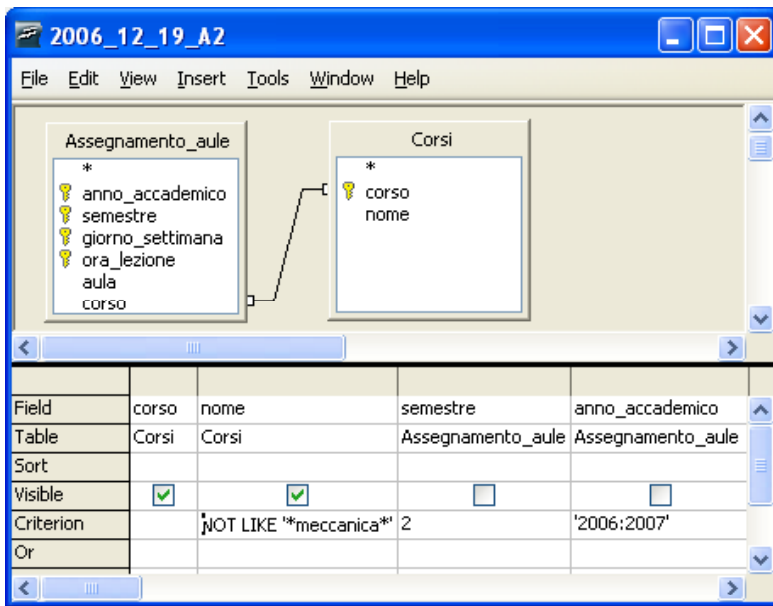 2006_12_19_A2
File Edit View Insert Tools Window Help
Assegnamento_aule
*
anno_accademico
semestre
giorno_settimana
ora_lezione
aula
corso
Corsi
*
corso
nome
Field corso nome semestre anno_accademico
Table Corsi Corsi Assegnamento_aule Assegnamento_aule
Sort
Visible
Criterion NOT LIKE '*meccanica*' 2 '2006:2007'
Or